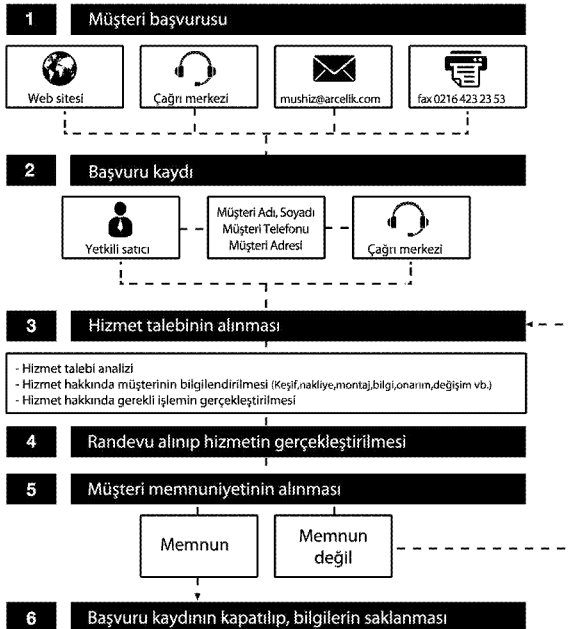 1 Müşteri başvurusu
Web sitesi
Çağrı merkezi
mushiz@arcelik.com
fax 0216 423 23 53
2 Başvuru kaydı
Yetkili satıcı
Müşteri Adı, Soyadı
Müşteri Telefonu
Müşteri Adresi
Çağrı merkezi
3 Hizmet talebinin alınması
- Hizmet talebi analizi
- Hizmet hakkında müşterinin bilgilendirilmesi (Keşif,nakliye,montaj,bilgi,onarım,değişim vb.)
- Hizmet hakkında gerekli işlemin gerçekleştirilmesi
4 Randevu alınıp hizmetin gerçekleştirilmesi
5 Müşteri memnuniyetinin alınması
Memnun
Memnun
değil
6 Başvuru kaydının kapatılıp, bilgilerin saklanması